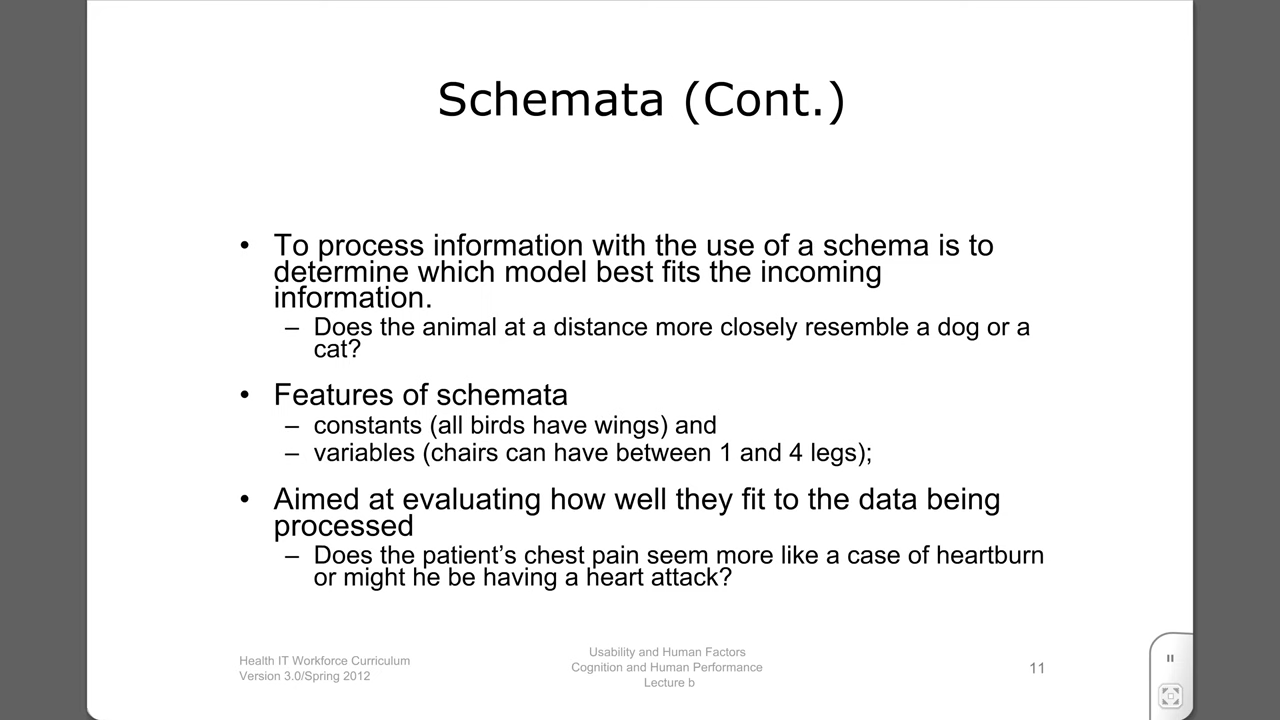 Schemata (Cont.)
• To process information with the use of a schema is to
determine which model best fits the incoming
information.
– Does the animal at a distance more closely resemble a dog or a
cat?
• Features of schemata
– constants (all birds have wings) and
– variables (chairs can have between 1 and 4 legs);
• Aimed at evaluating how well they fit to the data being
processed
– Does the patient’s chest pain seem more like a case of heartburn
or might he be having a heart attack?
Health IT Workforce Curriculum
Version 3.0/Spring 2012
Usability and Human Factors
Cognition and Human Performance
Lecture b
11